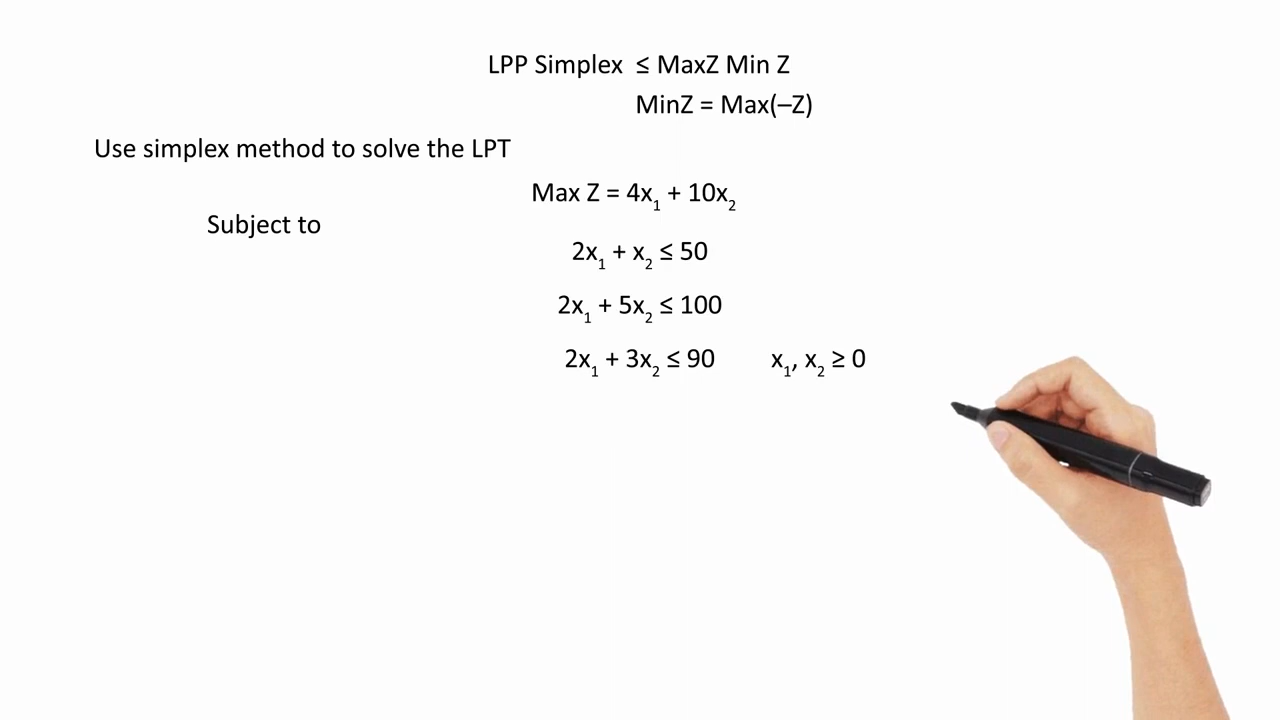 LPP Simplex ≤ MaxZ Min Z
MinZ = Max(–Z)
Use simplex method to solve the LPT
Max Z = 4x₁ + 10x₂
Subject to
2x₁ + x₂ ≤ 50
2x₁ + 5x₂ ≤ 100
2x₁ + 3x₂ ≤ 90 x₁, x₂ ≥ 0